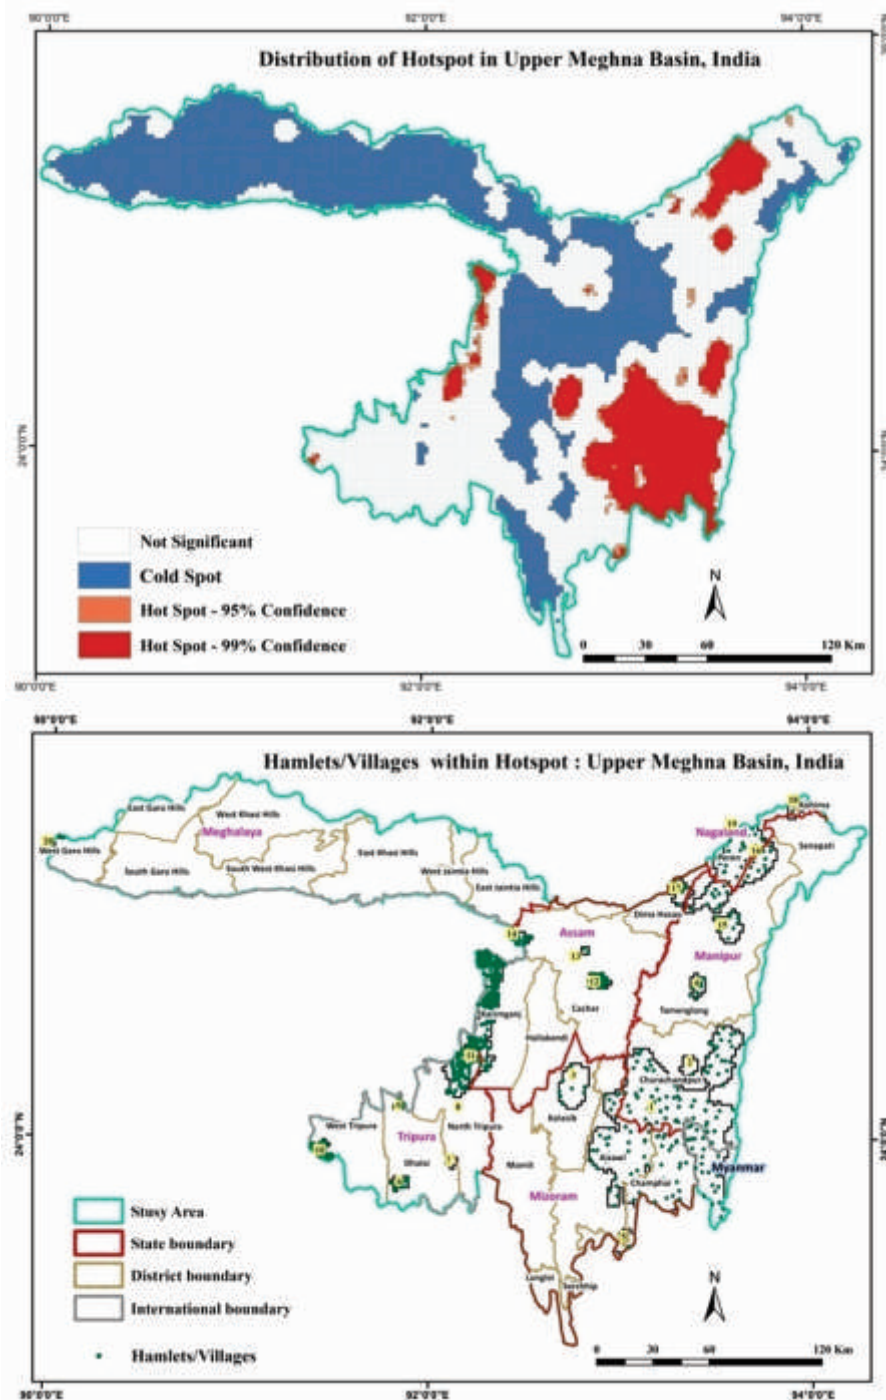 90°0'0"E 92°0'0"E 94°0'0"E
Distribution of Hotspot in Upper Meghna Basin, India
24°0'0"N
Not Significant
Cold Spot
Hot Spot - 95% Confidence
Hot Spot - 99% Confidence
N
0 30 60 120 Km
90°0'0"E 92°0'0"E 94°0'0"E
92°0'0"E 94°0'0"E
Hamlets/Villages within Hotspot : Upper Meghna Basin, India
East Garo Hills
West Khasi Hills
Meghalaya
West Garo Hills
South Garo Hills
South West Khasi Hills
East Khasi Hills
West Jaintia Hills
East Jaintia Hills
Kohima
Nagaland
Peren
Senapati
Dima Hasao
Assam
Manipur
Cachar
Tamenglong
Karimganj
Hailakandi
Churachandpur
Kolasib
West Tripura
Tripura
North Tripura
Dhalai
Mamit
Aizawl
Champhai
Myanmar
Mizoram
Lunglei
Serchhip
24°0'0"N
Stusy Area
State boundary
District boundary
International boundary
Hamlets/Villages
N
0 30 60 120 Km
90°0'0"E 92°0'0"E 94°0'0"E